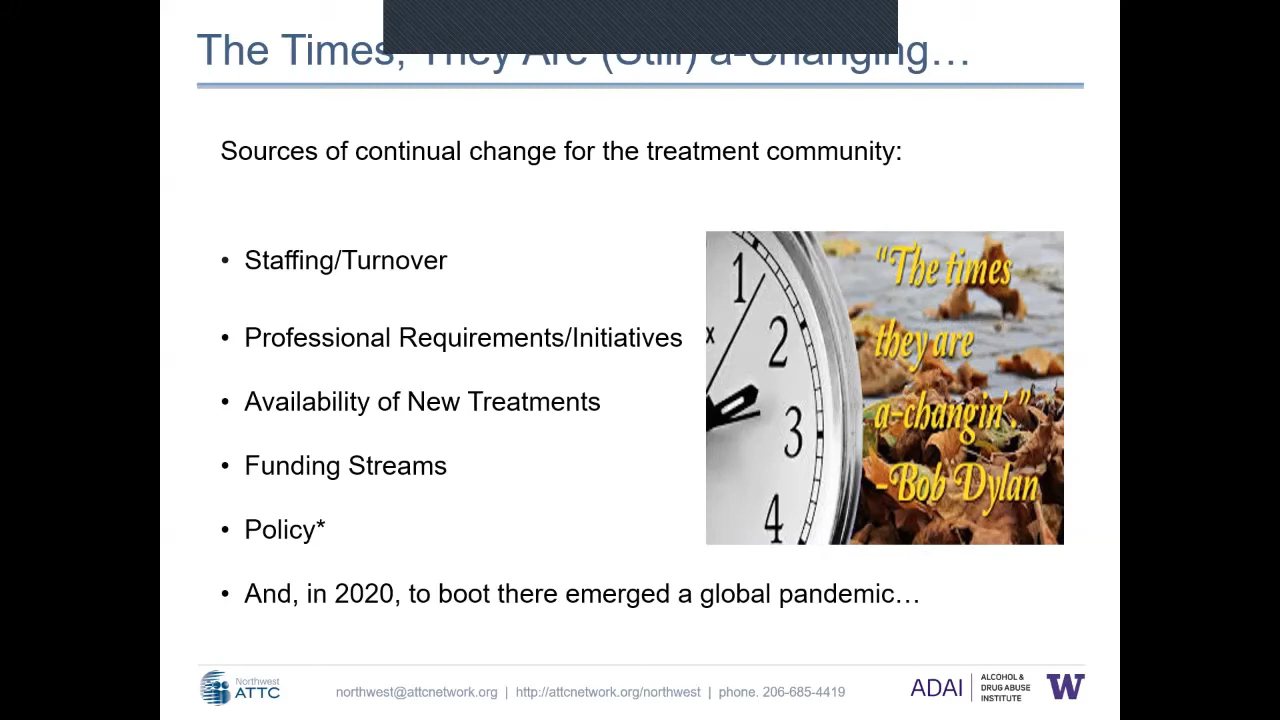 The Times, They Are (Still) a-Changing…
Sources of continual change for the treatment community:
• Staffing/Turnover
• Professional Requirements/Initiatives
• Availability of New Treatments
• Funding Streams
• Policy*
• And, in 2020, to boot there emerged a global pandemic…
1
2
3
4
x
"The times
they are
a-changin'."
-Bob Dylan
Northwest
ATTC
northwest@attcnetwork.org | http://attcnetwork.org/northwest | phone. 206-685-4419
ADAI
ALCOHOL &
DRUG ABUSE
INSTITUTE
W